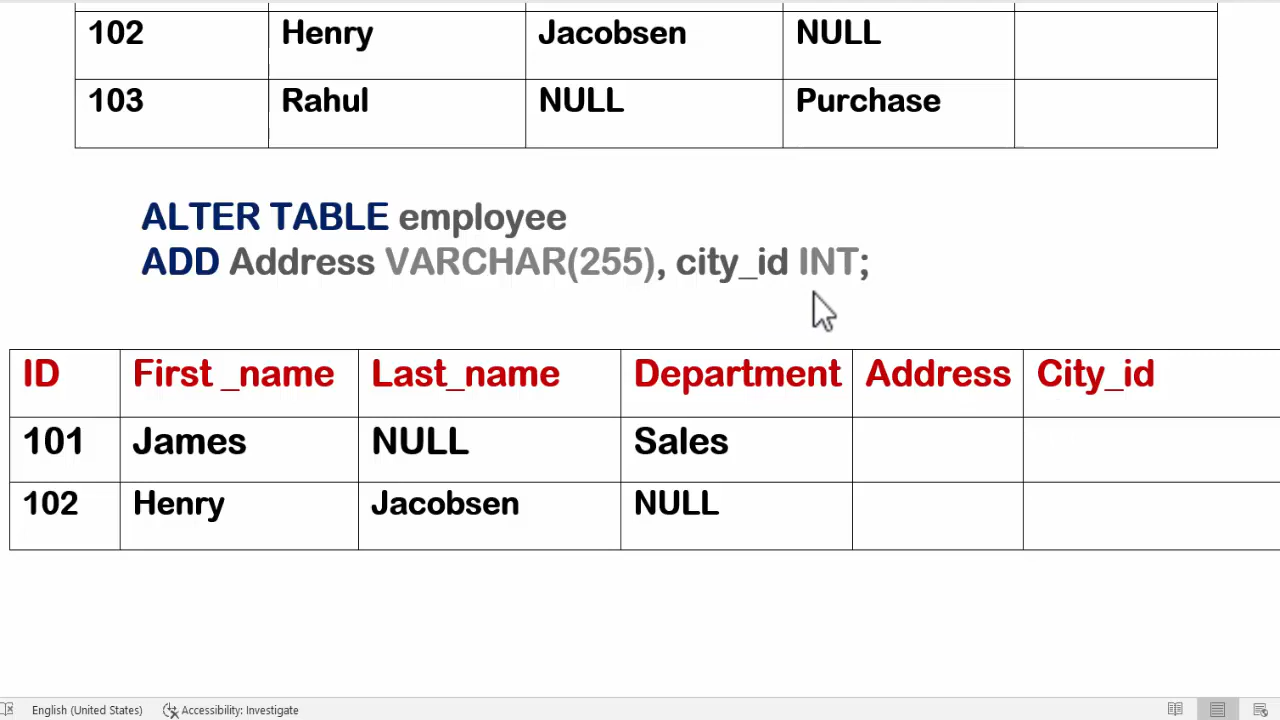 102 Henry Jacobsen NULL
103 Rahul NULL Purchase
ALTER TABLE employee
ADD Address VARCHAR(255), city_id INT;
ID First _name Last_name Department Address City_id
101 James NULL Sales
102 Henry Jacobsen NULL
English (United States) Accessibility: Investigate